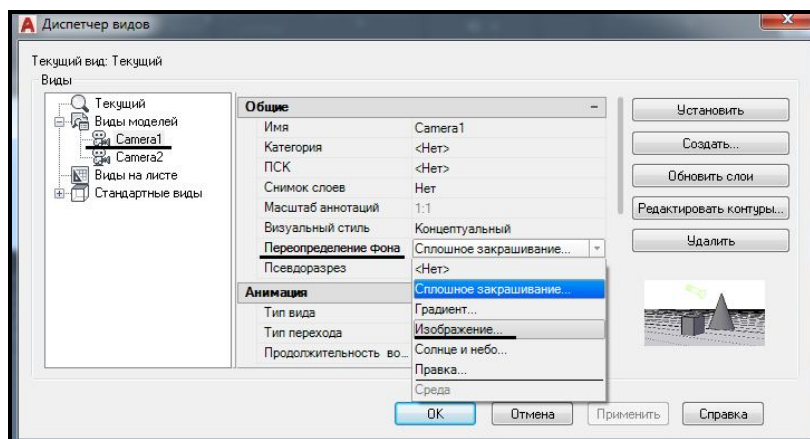 Диспетчер видов
Текущий вид: Текущий
Виды
Текущий
Виды моделей
Camera1
Camera2
Виды на листе
Стандартные виды
Общие
Имя Camera1
Категория <Нет>
ПСК <Нет>
Снимок слоев Нет
Масштаб аннотаций 1:1
Визуальный стиль Концептуальный
Переопределение фона Сплошное закрашивание...
Псевдоразрез <Нет>
Сплошное закрашивание...
Анимация
Тип вида Градиент...
Тип перехода Изображение...
Продолжительность во... Солнце и небо...
Правка...
Среда
Установить
Создать...
Обновить слои
Редактировать контуры...
Удалить
OK
Отмена
Применить
Справка